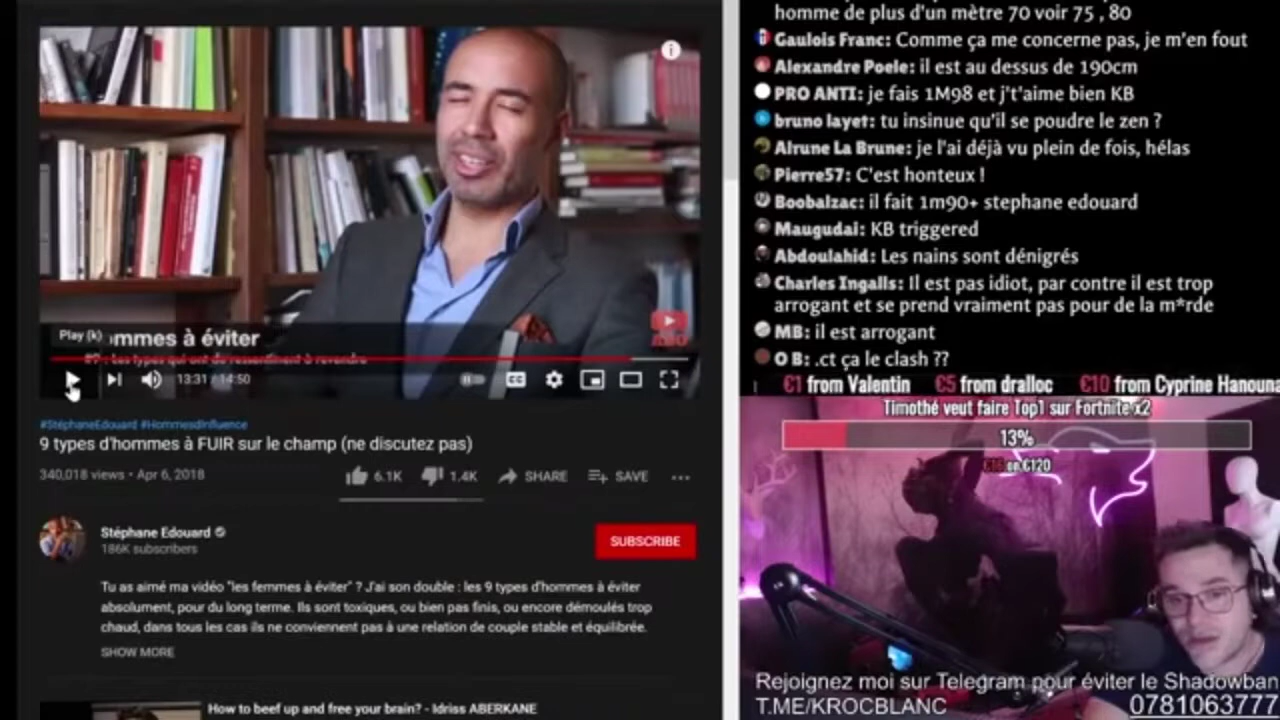 Play (k)
mmes à éviter
#9 : Les types qui ont du ressentiment à revendre
13:31 / 14:50
CC
#StéphaneEdouard #HommesdInfluence
9 types d'hommes à FUIR sur le champ (ne discutez pas)
340,018 views • Apr 6, 2018
6.1K
1.4K
SHARE
SAVE
Stéphane Edouard
186K subscribers
SUBSCRIBE
Tu as aimé ma vidéo "les femmes à éviter" ? J'ai son double : les 9 types d'hommes à éviter
absolument, pour du long terme. Ils sont toxiques, ou bien pas finis, ou encore démoulés trop
chaud, dans tous les cas ils ne conviennent pas à une relation de couple stable et équilibrée.
SHOW MORE
How to beef up and free your brain? - Idriss ABERKANE
homme de plus d'un mètre 70 voir 75 , 80
Gaulois Franc: Comme ça me concerne pas, je m'en fout
Alexandre Poele: il est au dessus de 190cm
PRO ANTI: je fais 1M98 et j't'aime bien KB
bruno layet: tu insinue qu'il se poudre le zen ?
Alrune La Brune: je l'ai déjà vu plein de fois, hélas
Pierre57: C'est honteux !
Boobalzac: il fait 1m90+ stephane edouard
Maugudai: KB triggered
Abdoulahid: Les nains sont dénigrés
Charles Ingalls: Il est pas idiot, par contre il est trop
arrogant et se prend vraiment pas pour de la m*rde
MB: il est arrogant
O B: .ct ça le clash ??
€1 from Valentin €5 from dralloc €10 from Cyprine Hanouna
Timothé veut faire Top1 sur Fortnite x2
13%
on €120
Rejoignez moi sur Telegram pour éviter le Shadowban
T.ME/KROCBLANC
0781063777